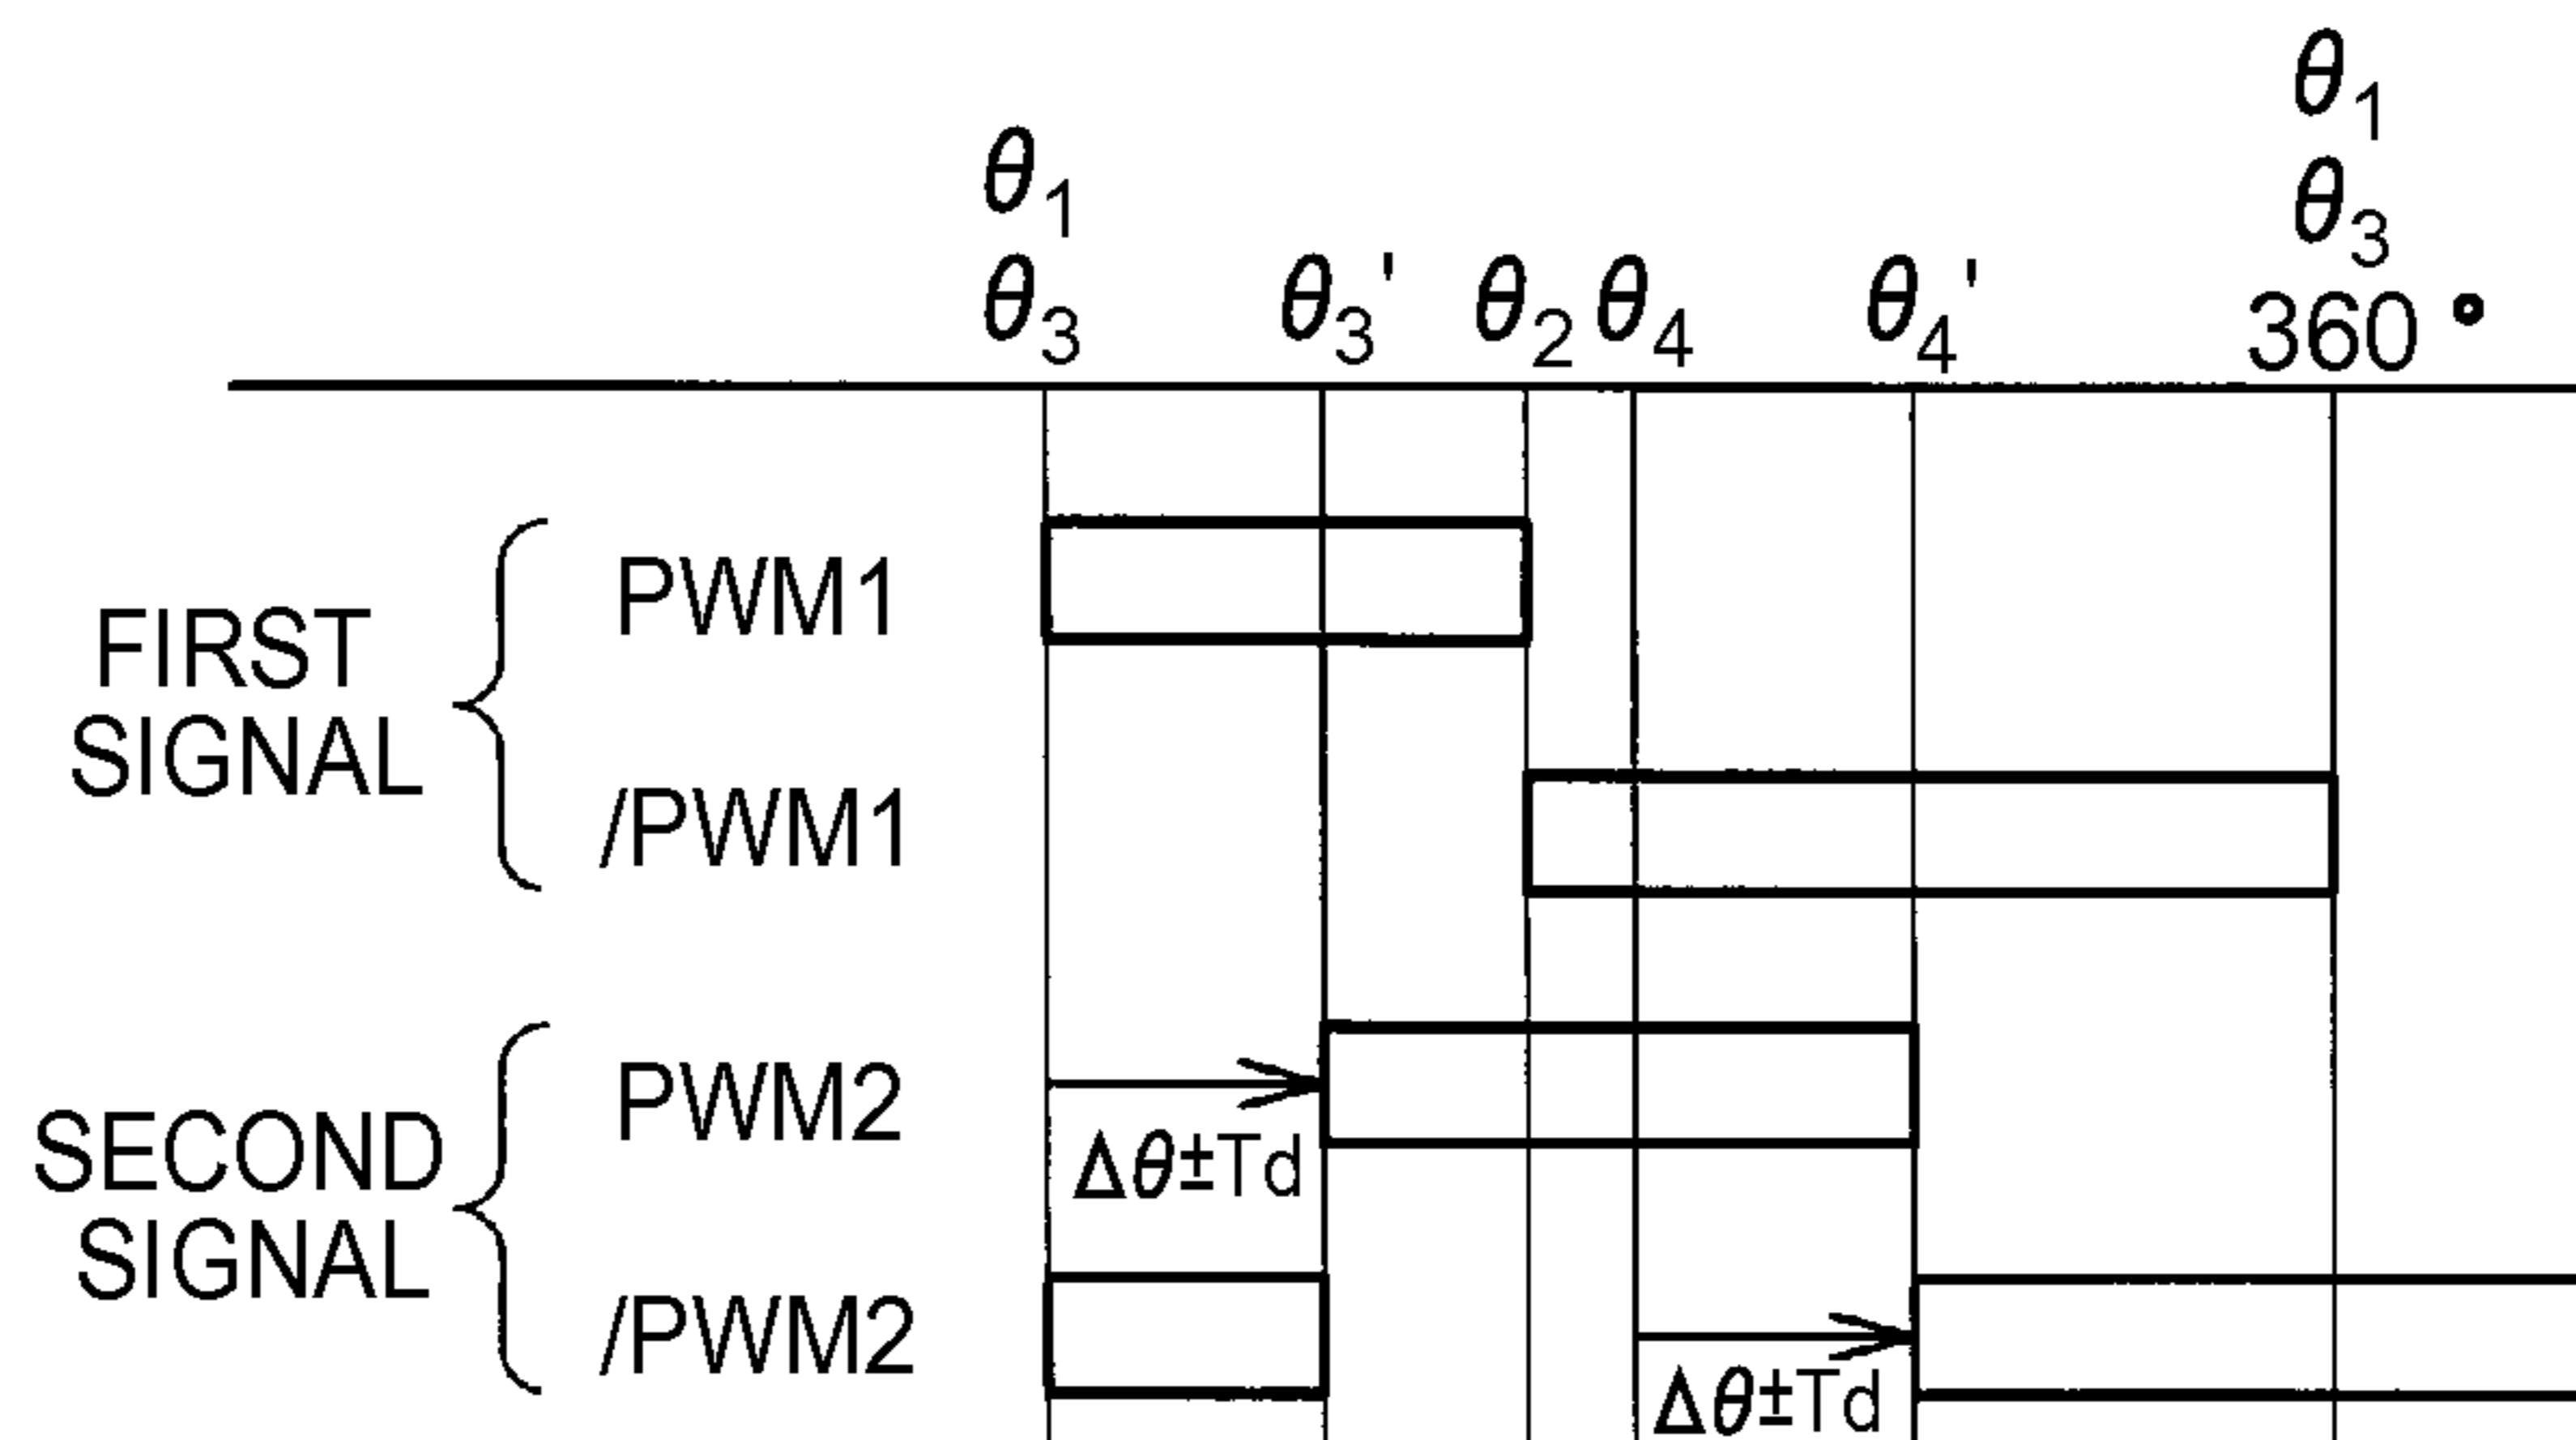 θ1 θ1
θ3 θ3' θ2 θ4 θ4' θ3
360°
FIRST SIGNAL
PWM1
/PWM1
SECOND SIGNAL
PWM2
Δθ±Td
/PWM2
Δθ±Td